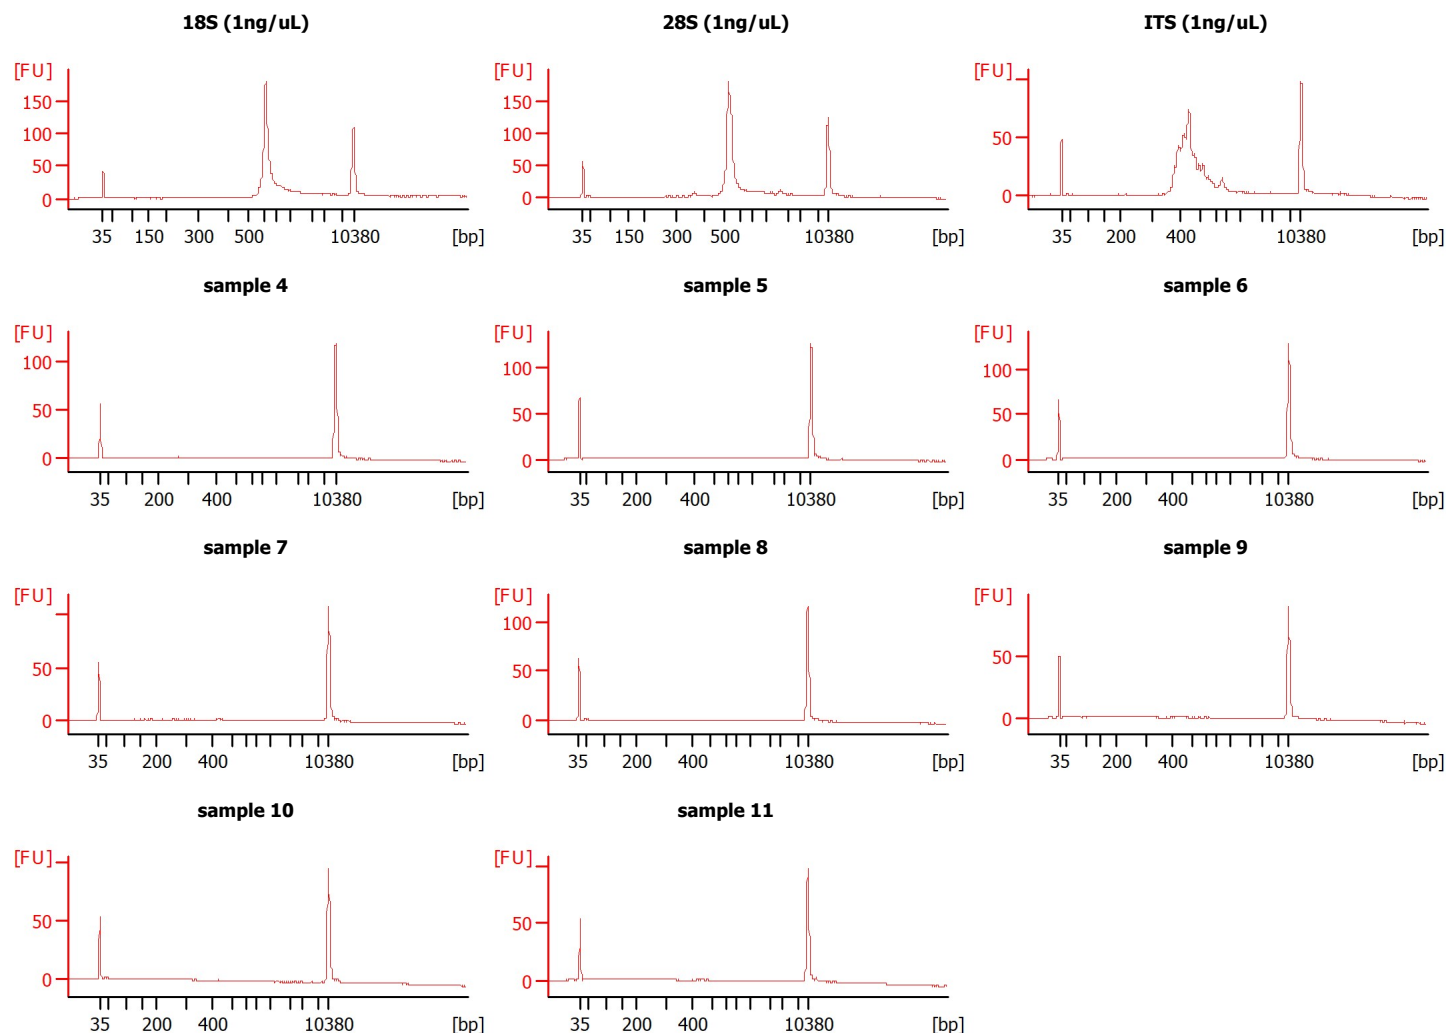 18S (1ng/uL) 28S (1ng/uL) ITS (1ng/uL)
[FU] [FU] [FU]
150 150
100 100
50 50 50
0 0 0
35 150 300 500 10380 [bp] 35 150 300 500 10380 [bp] 35 200 400 10380 [bp]
sample 4 sample 5 sample 6
[FU] [FU] [FU]
100 100 100
50 50 50
0 0 0
35 200 400 10380 [bp] 35 200 400 10380 [bp] 35 200 400 10380 [bp]
sample 7 sample 8 sample 9
[FU] [FU] [FU]
100
50 50 50
0 0 0
35 200 400 10380 [bp] 35 200 400 10380 [bp] 35 200 400 10380 [bp]
sample 10 sample 11
[FU] [FU]
50 50
0 0
35 200 400 10380 [bp] 35 200 400 10380 [bp]